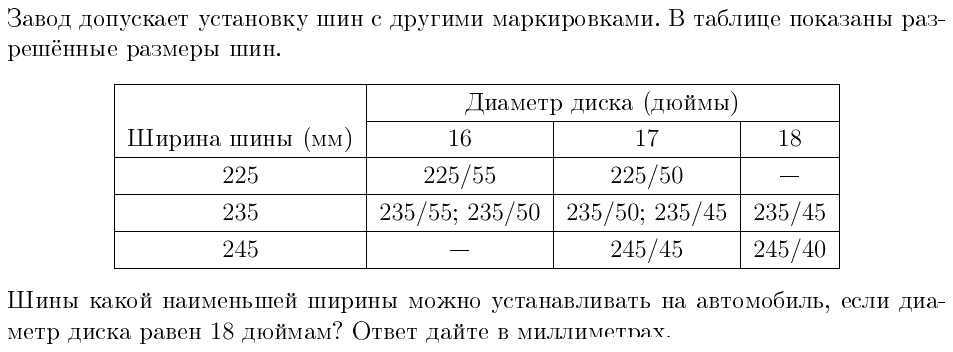 Завод допускает установку шин с другими маркировками. В таблице показаны раз-
решённые размеры шин.
Диаметр диска (дюймы)
Ширина шины (мм) 16 17 18
225 225/55 225/50 —
235 235/55; 235/50 235/50; 235/45 235/45
245 — 245/45 245/40
Шины какой наименьшей ширины можно устанавливать на автомобиль, если диа-
метр диска равен 18 дюймам? Ответ дайте в миллиметрах.